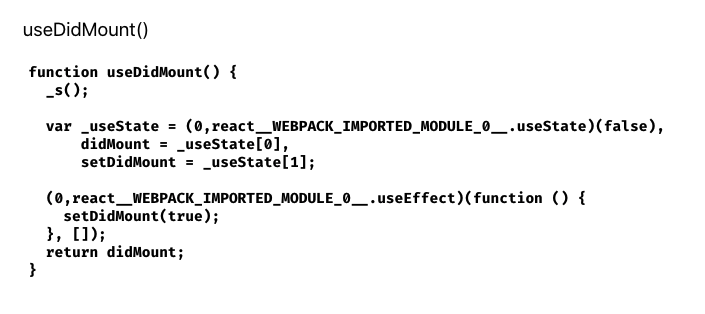 useDidMount()
function useDidMount() {
  _s();
  var _useState = (0,react__WEBPACK_IMPORTED_MODULE_0__.useState)(false),
      didMount = _useState[0],
      setDidMount = _useState[1];
  (0,react__WEBPACK_IMPORTED_MODULE_0__.useEffect)(function () {
    setDidMount(true);
  }, []);
  return didMount;
}